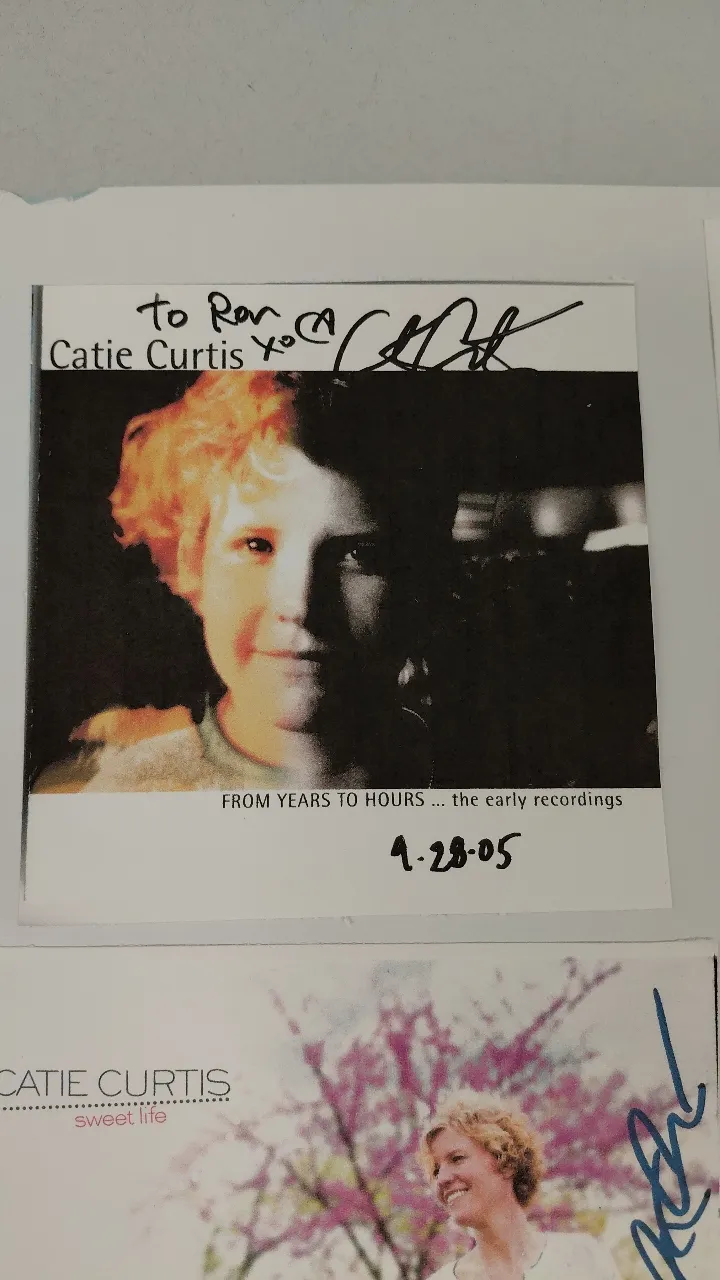 To Ron
xo
Catie Curtis
FROM YEARS TO HOURS ... the early recordings
9.28.05
CATIE CURTIS
sweet life